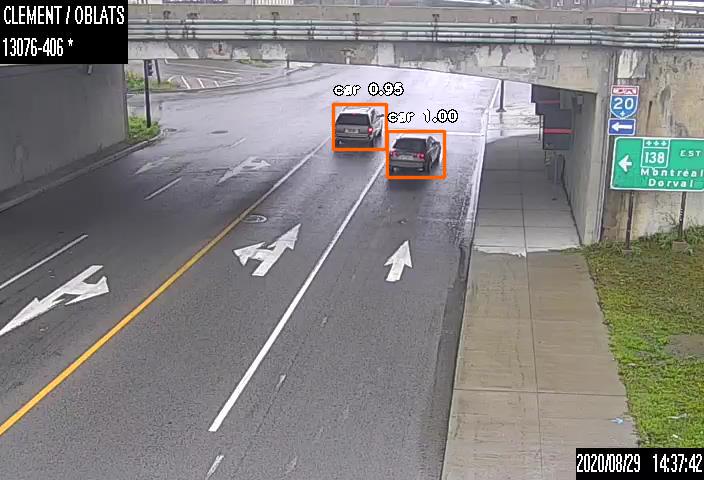 CLEMENT / OBLATS
13076-406 *
car 0.95
car 1.00
20
138
EST
Montréal
Dorval
2020/08/29 14:37:42